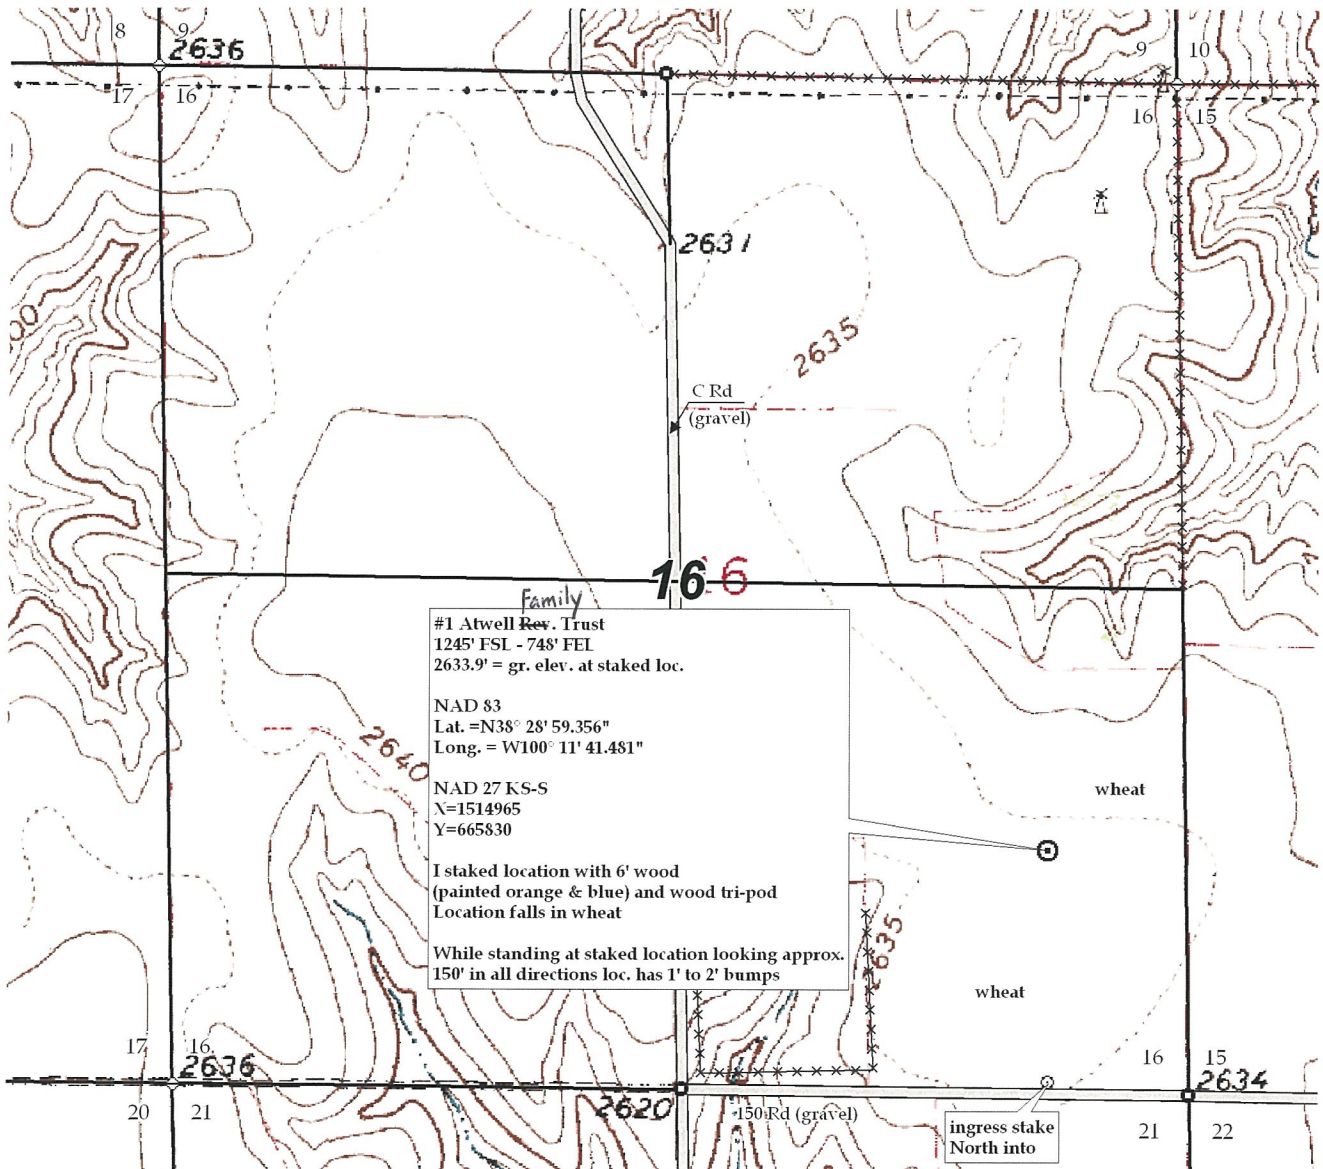 8 9
2636
9 10
17 16
16 15
2631
2635
C Rd
(gravel)
16 6
Family
#1 Atwell Rev. Trust
1245' FSL - 748' FEL
2633.9' = gr. elev. at staked loc.
NAD 83
Lat. =N38° 28' 59.356"
Long. = W100° 11' 41.481"
NAD 27 KS-S
X=1514965
Y=665830
I staked location with 6' wood
(painted orange & blue) and wood tri-pod
Location falls in wheat
While standing at staked location looking approx.
150' in all directions loc. has 1' to 2' bumps
2640
wheat
635
wheat
17 16
2636
16 15
2634
20 21
2620
150 Rd (gravel)
ingress stake
North into
21 22